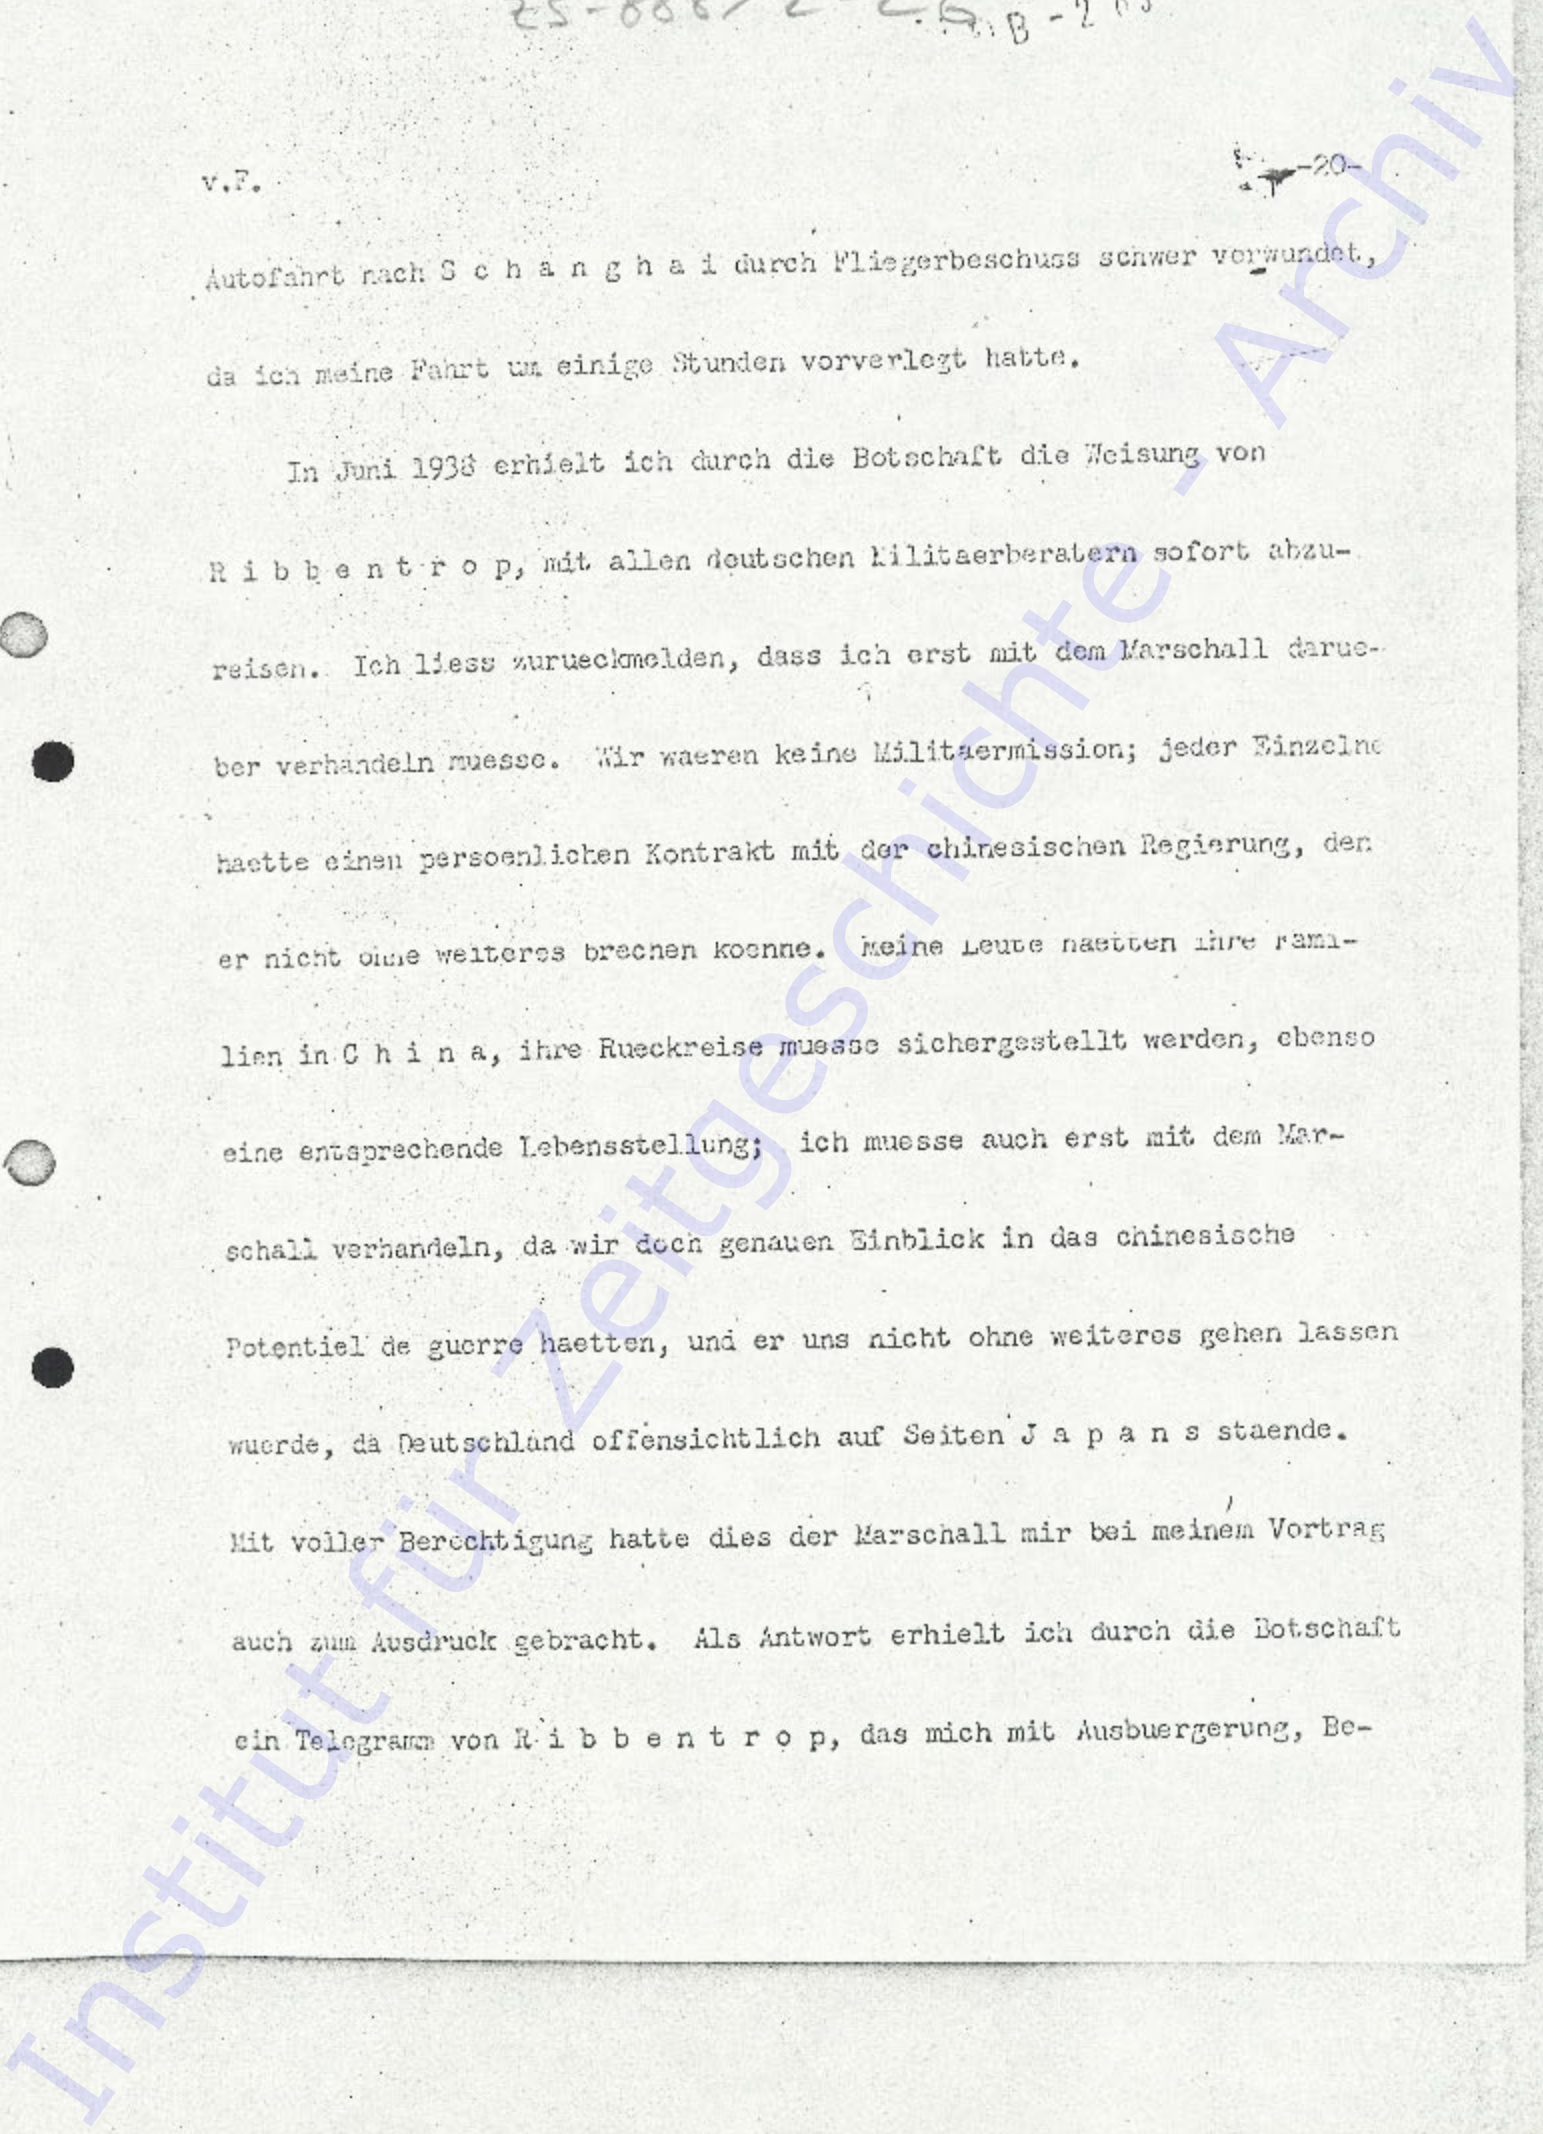 v.F.
-20-
Autofahrt nach S c h a n g h a i durch Fliegerbeschuss schwer verwundet,
da ich meine Fahrt um einige Stunden vorverlegt hatte.
In Juni 1938 erhielt ich durch die Botschaft die Weisung von
R i b b e n t r o p, mit allen deutschen Militaerberatern sofort abzu-
reisen. Ich liess zurueckmelden, dass ich erst mit dem Marschall darue-
ber verhandeln muesse. Wir waeren keine Militaermission; jeder Einzelne
haette einen persoenlichen Kontrakt mit der chinesischen Regierung, den
er nicht ohne weiteres brechen koenne. Meine Leute haetten ihre Fami-
lien in C h i n a, ihre Rueckreise muesse sichergestellt werden, ebenso
eine entsprechende Lebensstellung; ich muesse auch erst mit dem Mar-
schall verhandeln, da wir doch genauen Einblick in das chinesische
Potentiel de guerre haetten, und er uns nicht ohne weiteres gehen lassen
wuerde, da Deutschland offensichtlich auf Seiten J a p a n s staende.
Mit voller Berechtigung hatte dies der Marschall mir bei meinem Vortrag
auch zum Ausdruck gebracht. Als Antwort erhielt ich durch die Botschaft
ein Telegramm von R i b b e n t r o p, das mich mit Ausbuergerung, Be-
Institut für Zeitgeschichte - Archiv